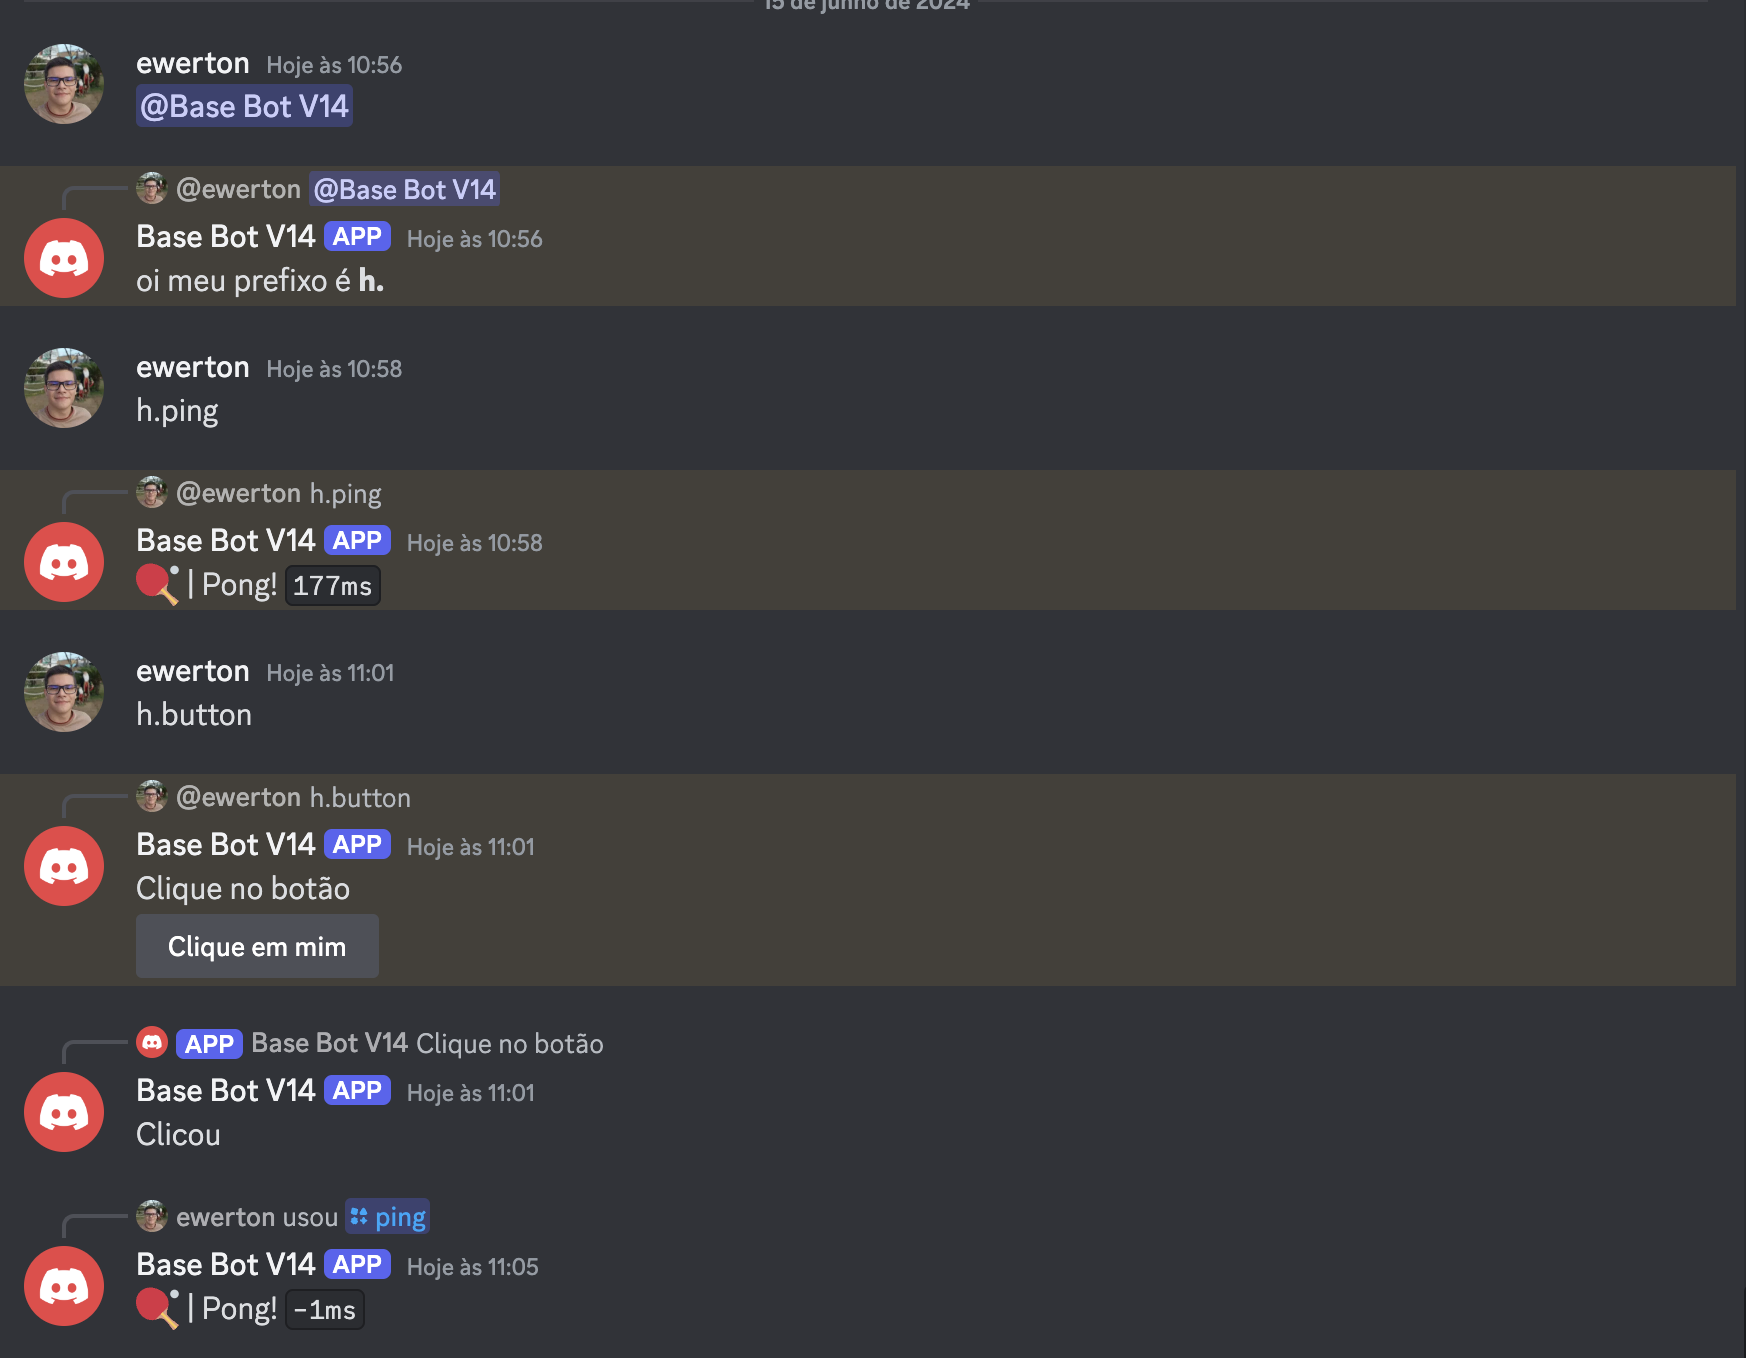 15 de junho de 2024
ewerton Hoje às 10:56
@Base Bot V14
@ewerton @Base Bot V14
Base Bot V14 APP Hoje às 10:56
oi meu prefixo é h.
ewerton Hoje às 10:58
h.ping
@ewerton h.ping
Base Bot V14 APP Hoje às 10:58
| Pong! 177ms
ewerton Hoje às 11:01
h.button
@ewerton h.button
Base Bot V14 APP Hoje às 11:01
Clique no botão
Clique em mim
APP Base Bot V14 Clique no botão
Base Bot V14 APP Hoje às 11:01
Clicou
ewerton usou ping
Base Bot V14 APP Hoje às 11:05
| Pong! -1ms